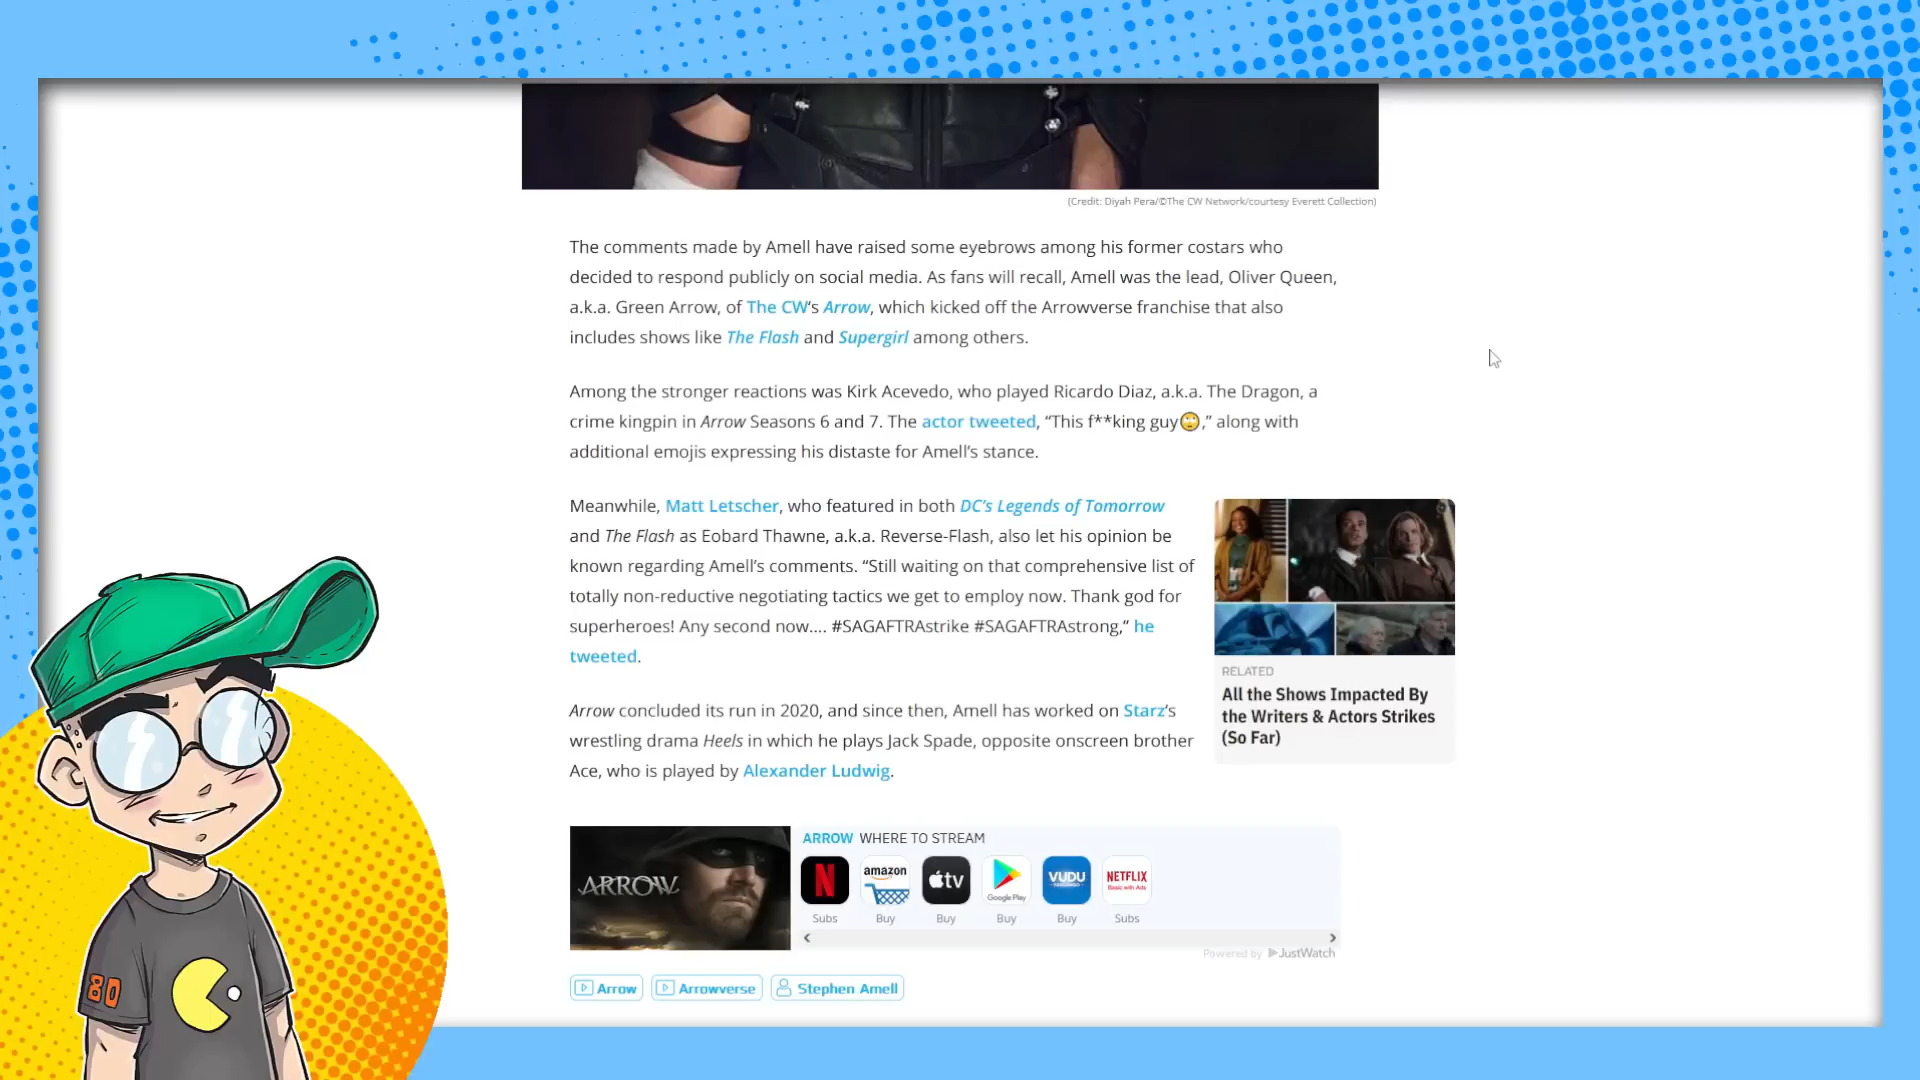 (Credit: Diyah Pera/©The CW Network/courtesy Everett Collection)
The comments made by Amell have raised some eyebrows among his former costars who
decided to respond publicly on social media. As fans will recall, Amell was the lead, Oliver Queen,
a.k.a. Green Arrow, of The CW's Arrow, which kicked off the Arrowverse franchise that also
includes shows like The Flash and Supergirl among others.
Among the stronger reactions was Kirk Acevedo, who played Ricardo Diaz, a.k.a. The Dragon, a
crime kingpin in Arrow Seasons 6 and 7. The actor tweeted, “This f**king guy🙄,” along with
additional emojis expressing his distaste for Amell’s stance.
Meanwhile, Matt Letscher, who featured in both DC’s Legends of Tomorrow
and The Flash as Eobard Thawne, a.k.a. Reverse-Flash, also let his opinion be
known regarding Amell’s comments. “Still waiting on that comprehensive list of
totally non-reductive negotiating tactics we get to employ now. Thank god for
superheroes! Any second now.... #SAGAFTRAstrike #SAGAFTRAstrong,” he
tweeted.
RELATED
All the Shows Impacted By
the Writers & Actors Strikes
(So Far)
Arrow concluded its run in 2020, and since then, Amell has worked on Starz’s
wrestling drama Heels in which he plays Jack Spade, opposite onscreen brother
Ace, who is played by Alexander Ludwig.
ARROW
ARROW WHERE TO STREAM
N amazon tv Google Play VUDU FANDANGO NETFLIX Basic with Ads
Subs Buy Buy Buy Buy Subs
Powered by JustWatch
Arrow Arrowverse Stephen Amell
80